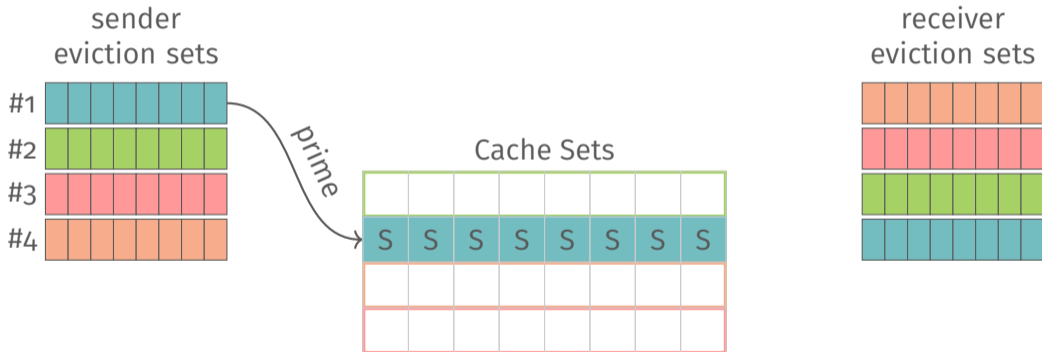 sender
eviction sets
receiver
eviction sets
#1
#2
#3
#4
prime
Cache Sets
S S S S S S S S